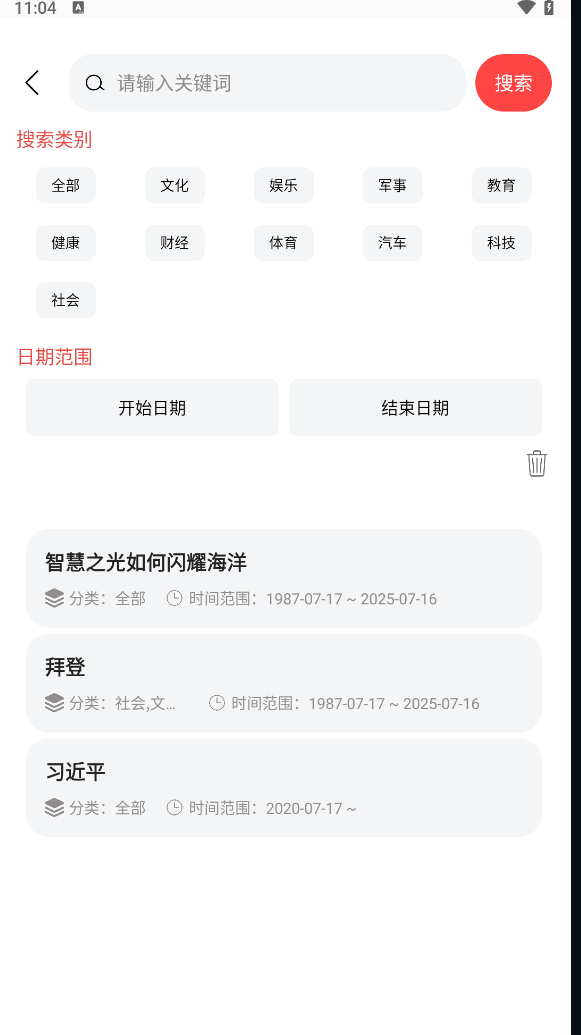 11:04 A
请输入关键词 搜索
搜索类别
全部 文化 娱乐 军事 教育
健康 财经 体育 汽车 科技
社会
日期范围
开始日期 结束日期
智慧之光如何闪耀海洋
分类：全部 时间范围：1987-07-17 ~ 2025-07-16
拜登
分类：社会,文... 时间范围：1987-07-17 ~ 2025-07-16
习近平
分类：全部 时间范围：2020-07-17 ~